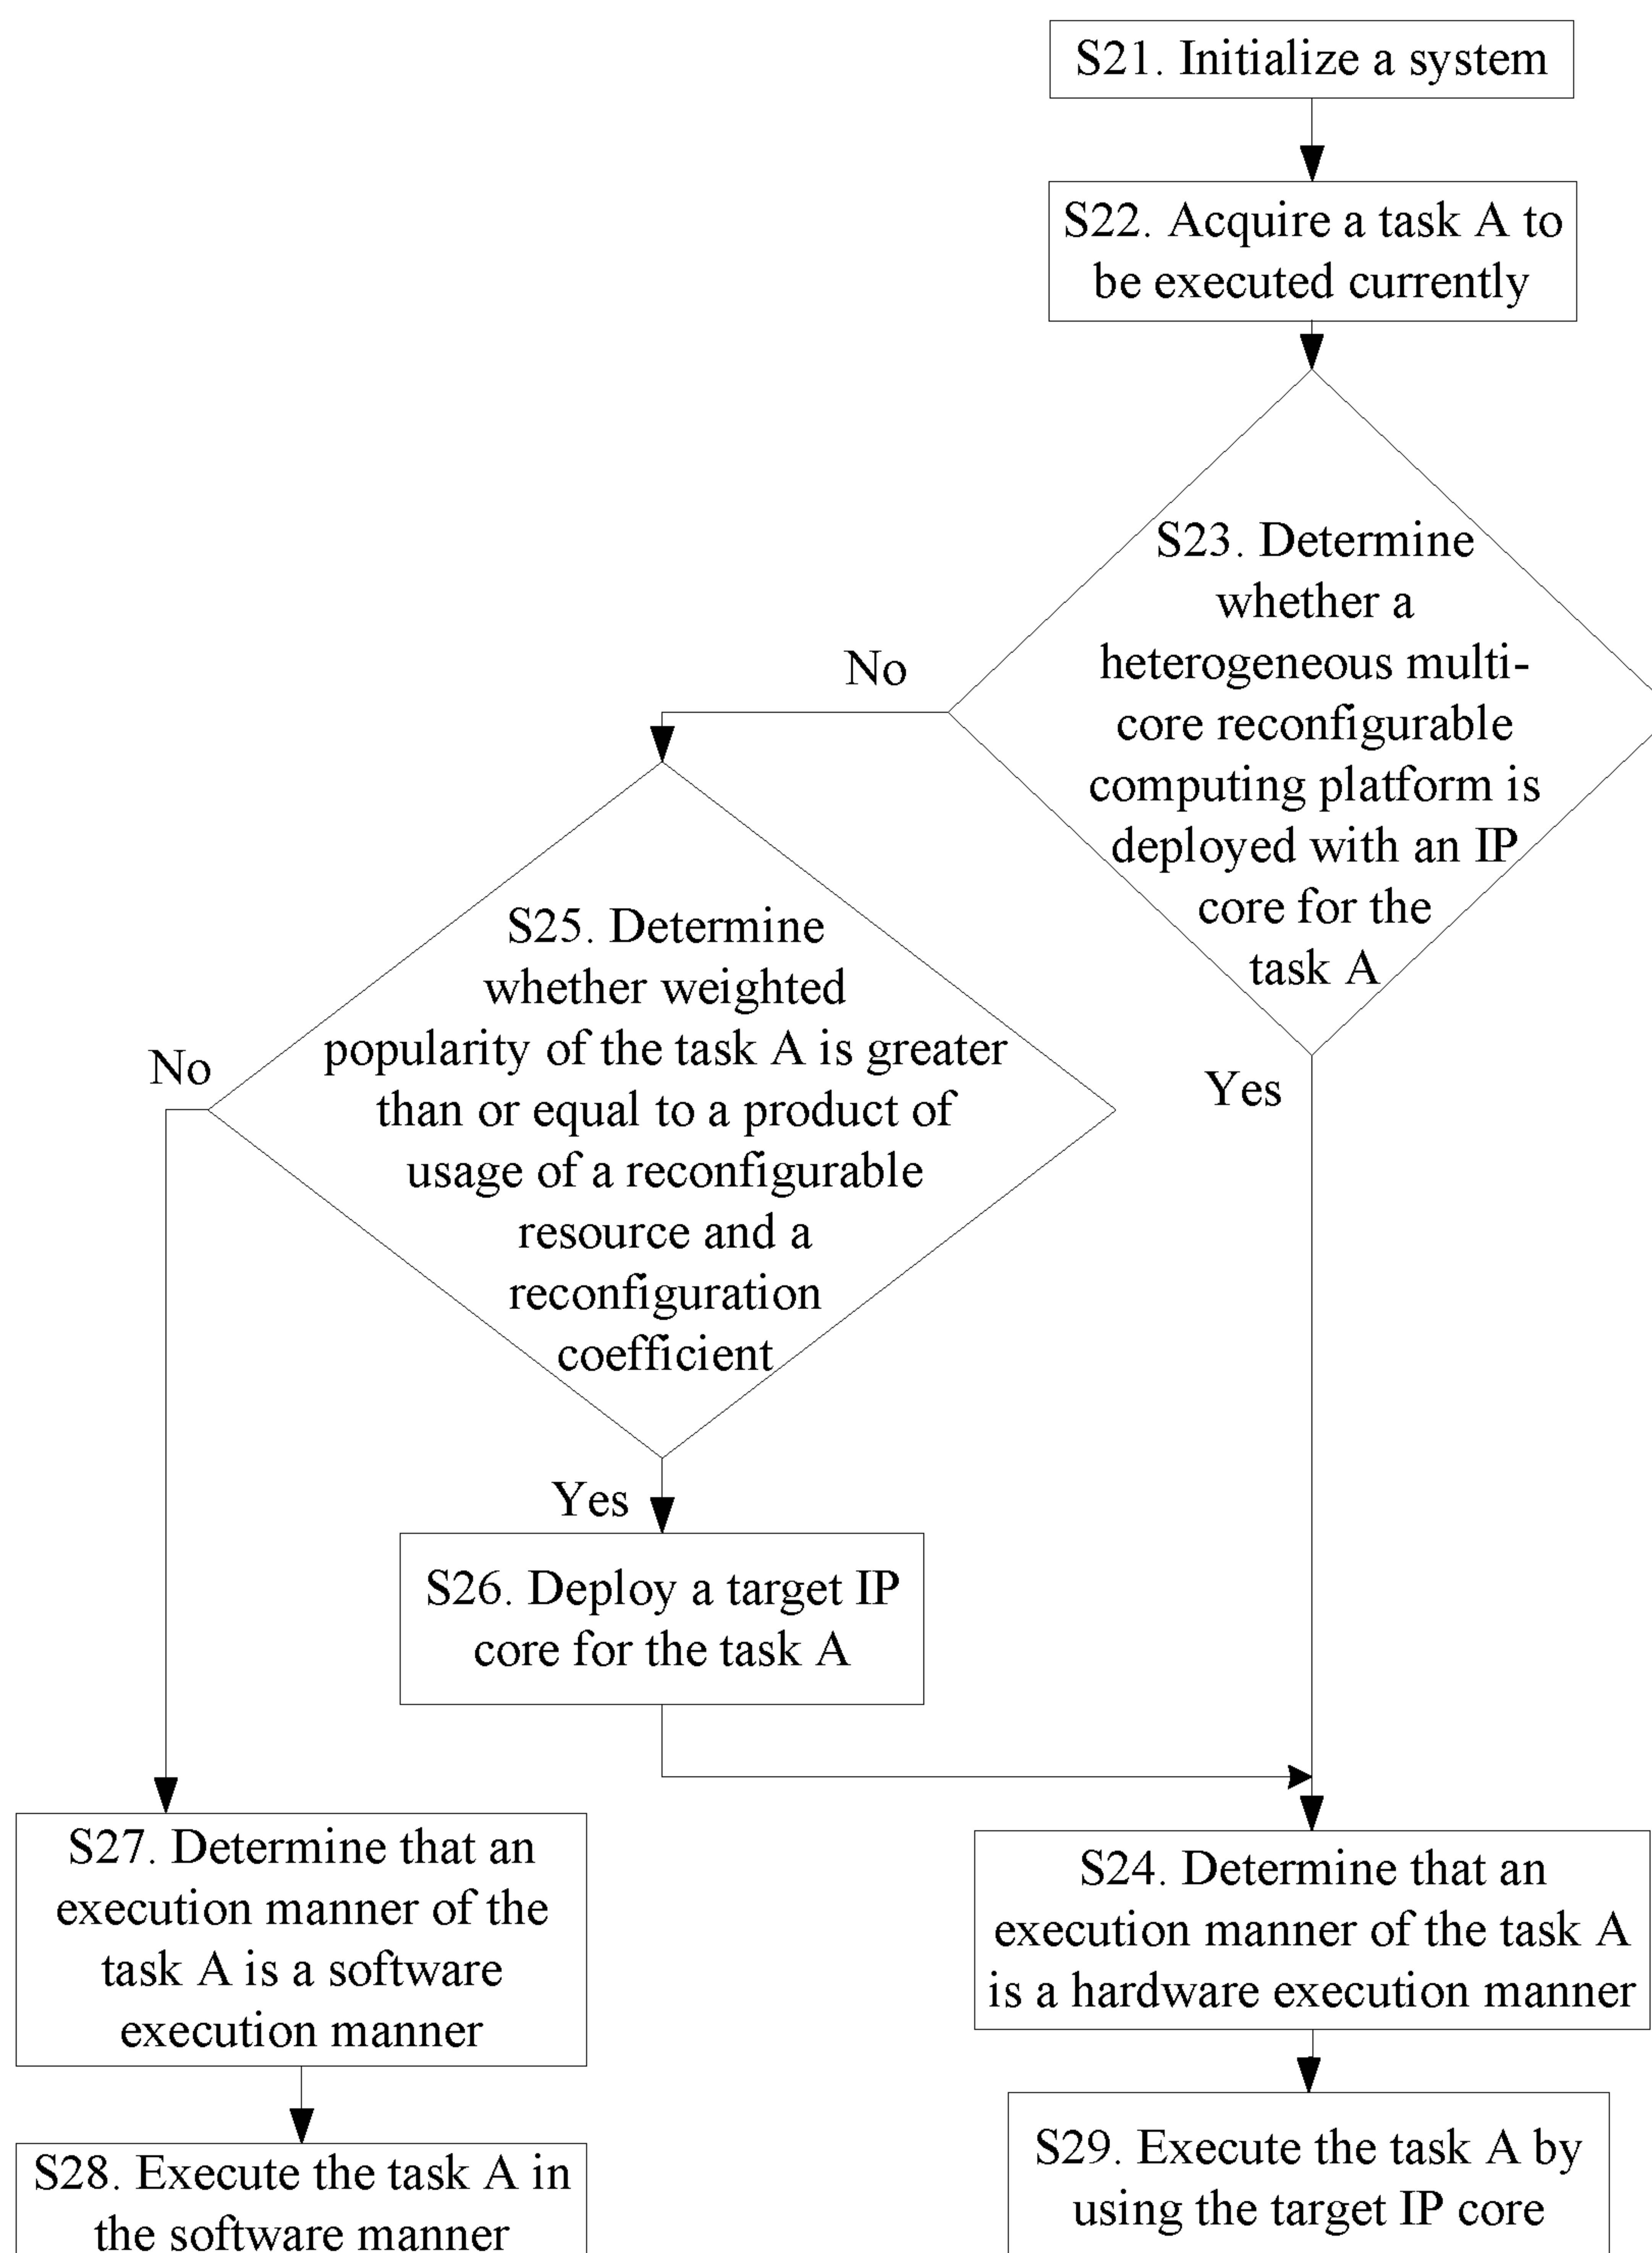 S21. Initialize a system
S22. Acquire a task A to
be executed currently
S23. Determine
whether a
heterogeneous multi-
core reconfigurable
computing platform is
deployed with an IP
core for the
task A
No
Yes
S25. Determine
whether weighted
popularity of the task A is greater
than or equal to a product of
usage of a reconfigurable
resource and a
reconfiguration
coefficient
No
Yes
S26. Deploy a target IP
core for the task A
S27. Determine that an
execution manner of the
task A is a software
execution manner
S24. Determine that an
execution manner of the task A
is a hardware execution manner
S28. Execute the task A in
the software manner
S29. Execute the task A by
using the target IP core